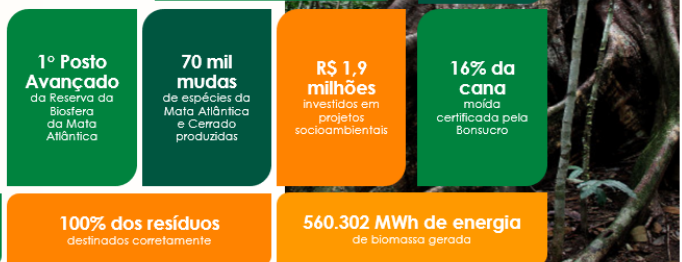 1º Posto
Avançado
da Reserva da
Biosfera
da Mata
Atlântica
70 mil
mudas
de espécies da
Mata Atlântica
e Cerrado
produzidas
R$ 1,9
milhões
investidos em
projetos
socioambientais
16% da
cana
moída
certificada pela
Bonsucro
100% dos resíduos
destinados corretamente
560.302 MWh de energia
de biomassa gerada